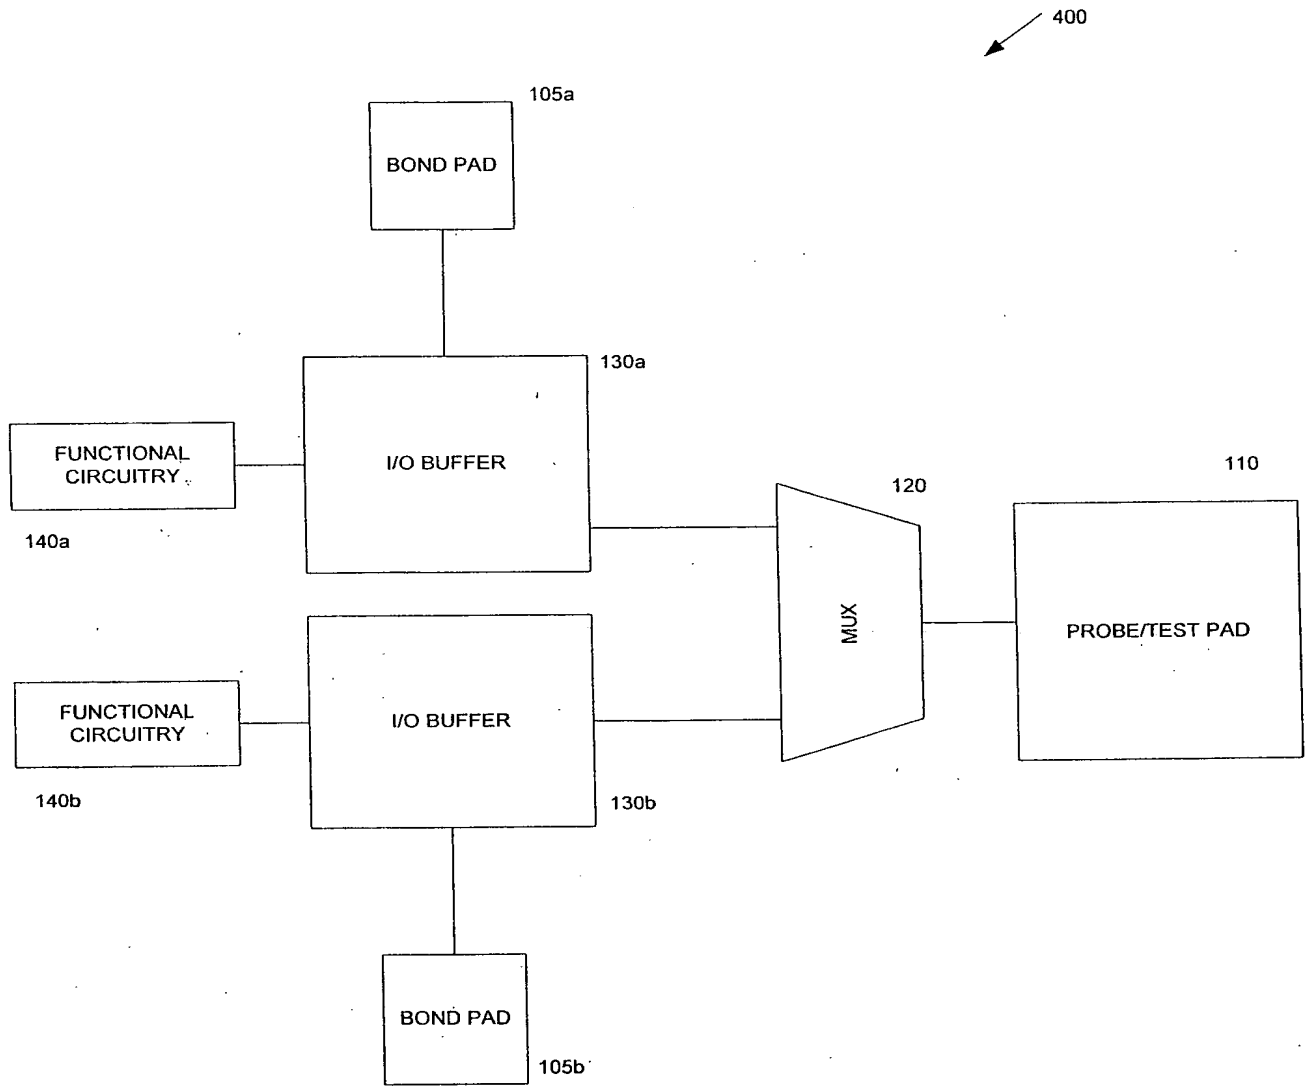 400
105a
BOND PAD
130a
FUNCTIONAL
CIRCUITRY
I/O BUFFER
140a
120
110
MUX
PROBE/TEST PAD
FUNCTIONAL
CIRCUITRY
I/O BUFFER
140b
130b
BOND PAD
105b